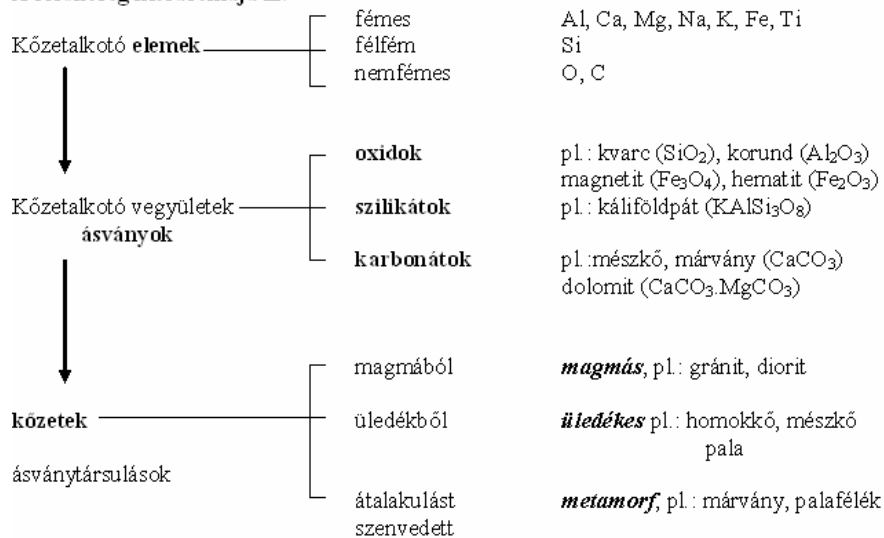 fémes Al, Ca, Mg, Na, K, Fe, Ti
Kőzetalkotó elemek félfém Si
nemfémes O, C
oxidok pl.: kvarc (SiO₂), korund (Al₂O₃)
magnetit (Fe₃O₄), hematit (Fe₂O₃)
Kőzetalkotó vegyületek szilikátok pl.: káliföldpát (KAlSi₃O₈)
ásványok
karbonátok pl.:mészkő, márvány (CaCO₃)
dolomit (CaCO₃.MgCO₃)
magmából magmás, pl.: gránit, diorit
kőzetek üledékből üledékes pl.: homokkő, mészkő
pala
ásványtársulások
átalakulást metamorf, pl.: márvány, palafélék
szenvedett